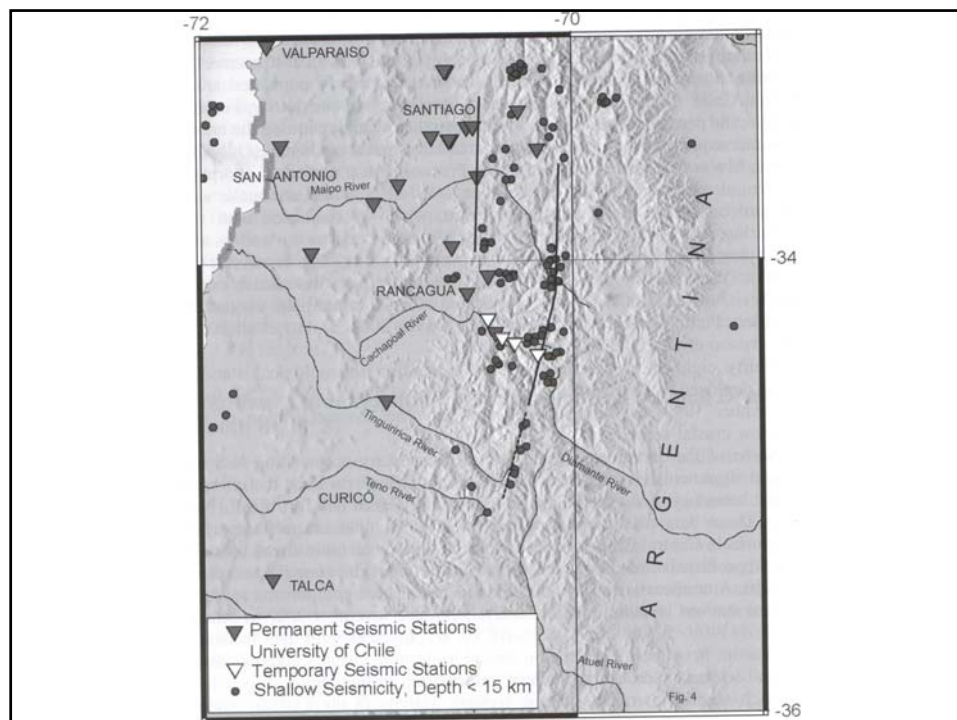 -72
-70
VALPARAISO
SANTIAGO
SAN ANTONIO
Maipo River
-34
RANCAGUA
Cachapoal River
Tinguiririca River
Diamante River
Teno River
CURICÓ
ARGENTINA
TALCA
Permanent Seismic Stations
University of Chile
Temporary Seismic Stations
Shallow Seismicity, Depth < 15 km
Atuel River
Fig. 4
-36